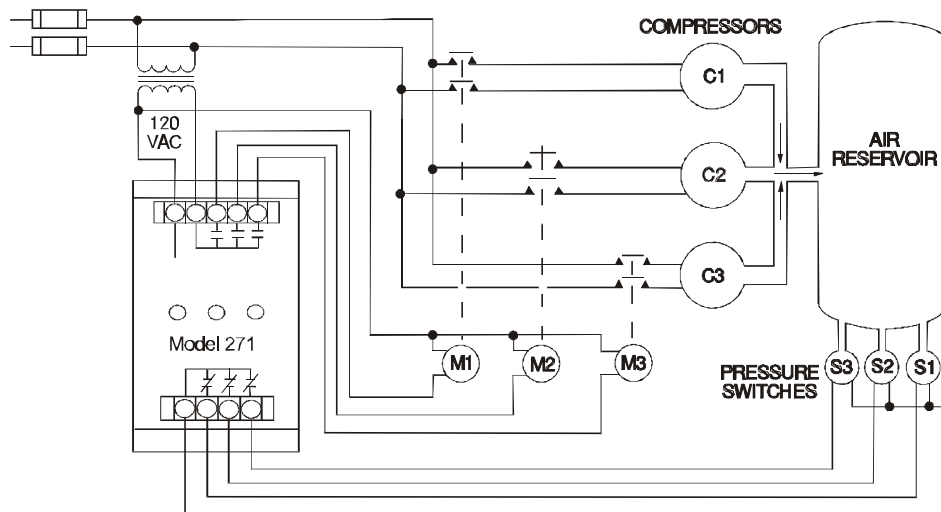 COMPRESSORS
C1
120
VAC
AIR
RESERVOIR
C2
C3
Model 271
M1
M2
M3
PRESSURE
SWITCHES
S3
S2
S1